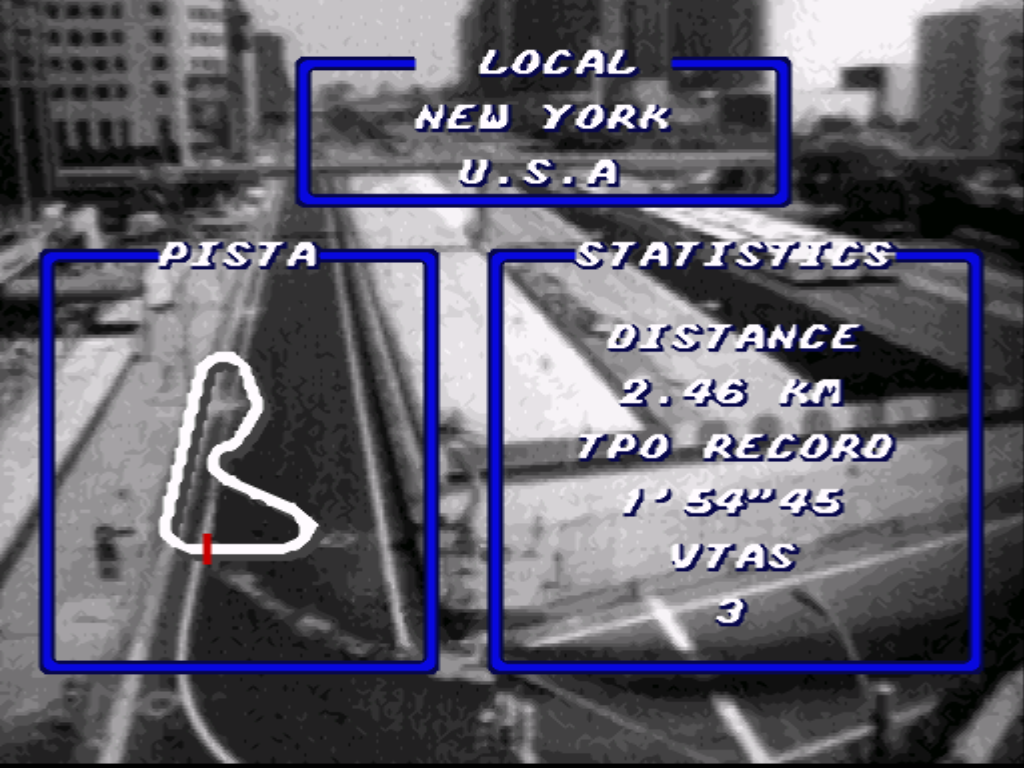 LOCAL
NEW YORK
U.S.A
PISTA
STATISTICS
DISTANCE
2.46 KM
TPO RECORD
1'54"45
VTAS
3